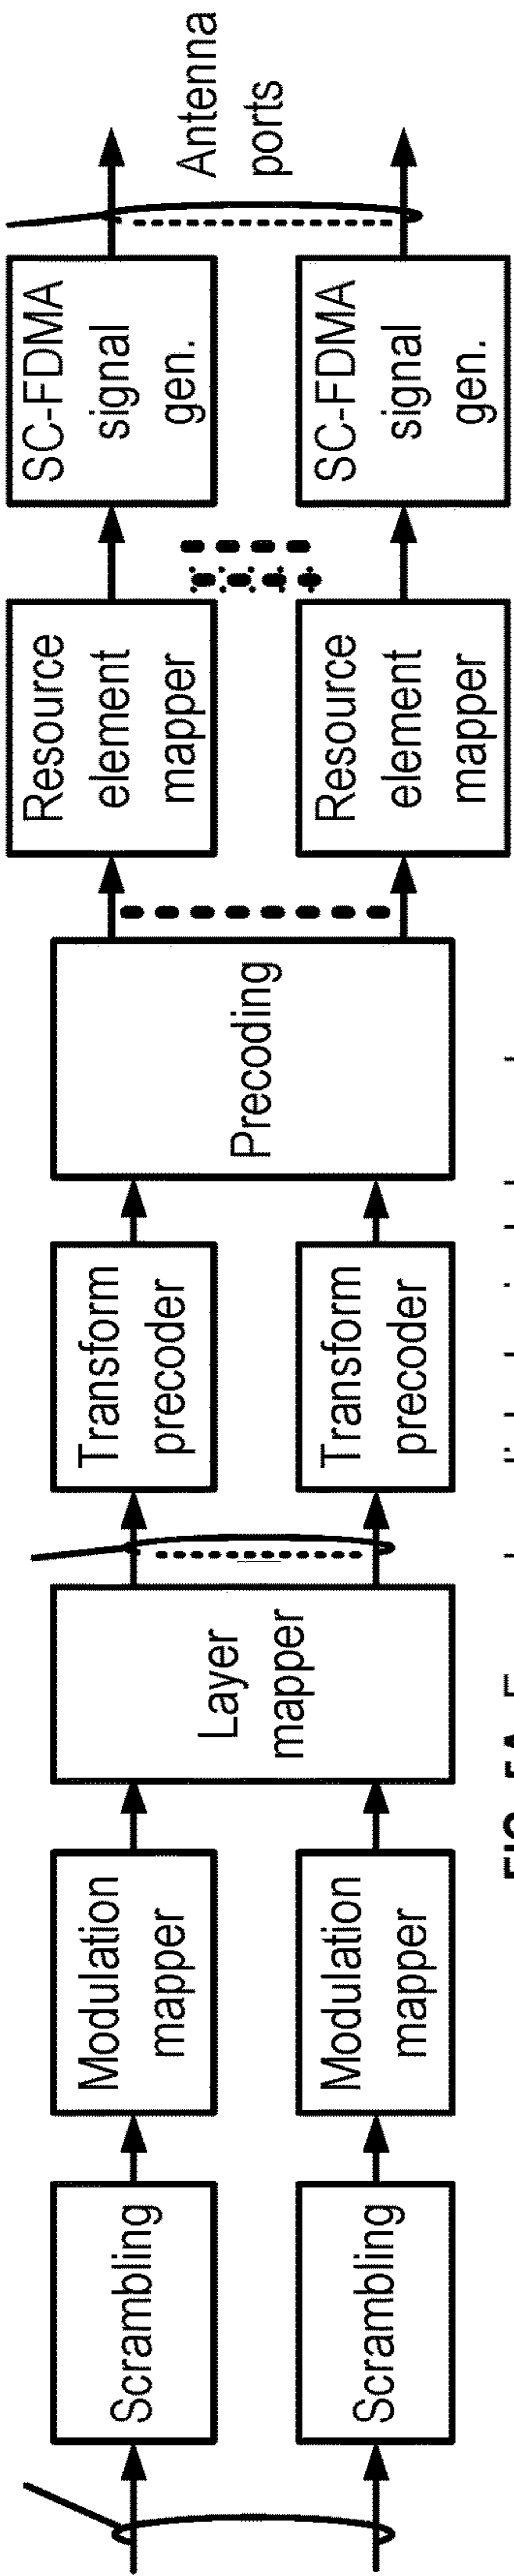 Scrambling
Scrambling
Modulation
mapper
Modulation
mapper
Layer
mapper
Transform
precoder
Transform
precoder
Precoding
Resource
element
mapper
Resource
element
mapper
SC-FDMA
signal
gen.
SC-FDMA
signal
gen.
Antenna
ports